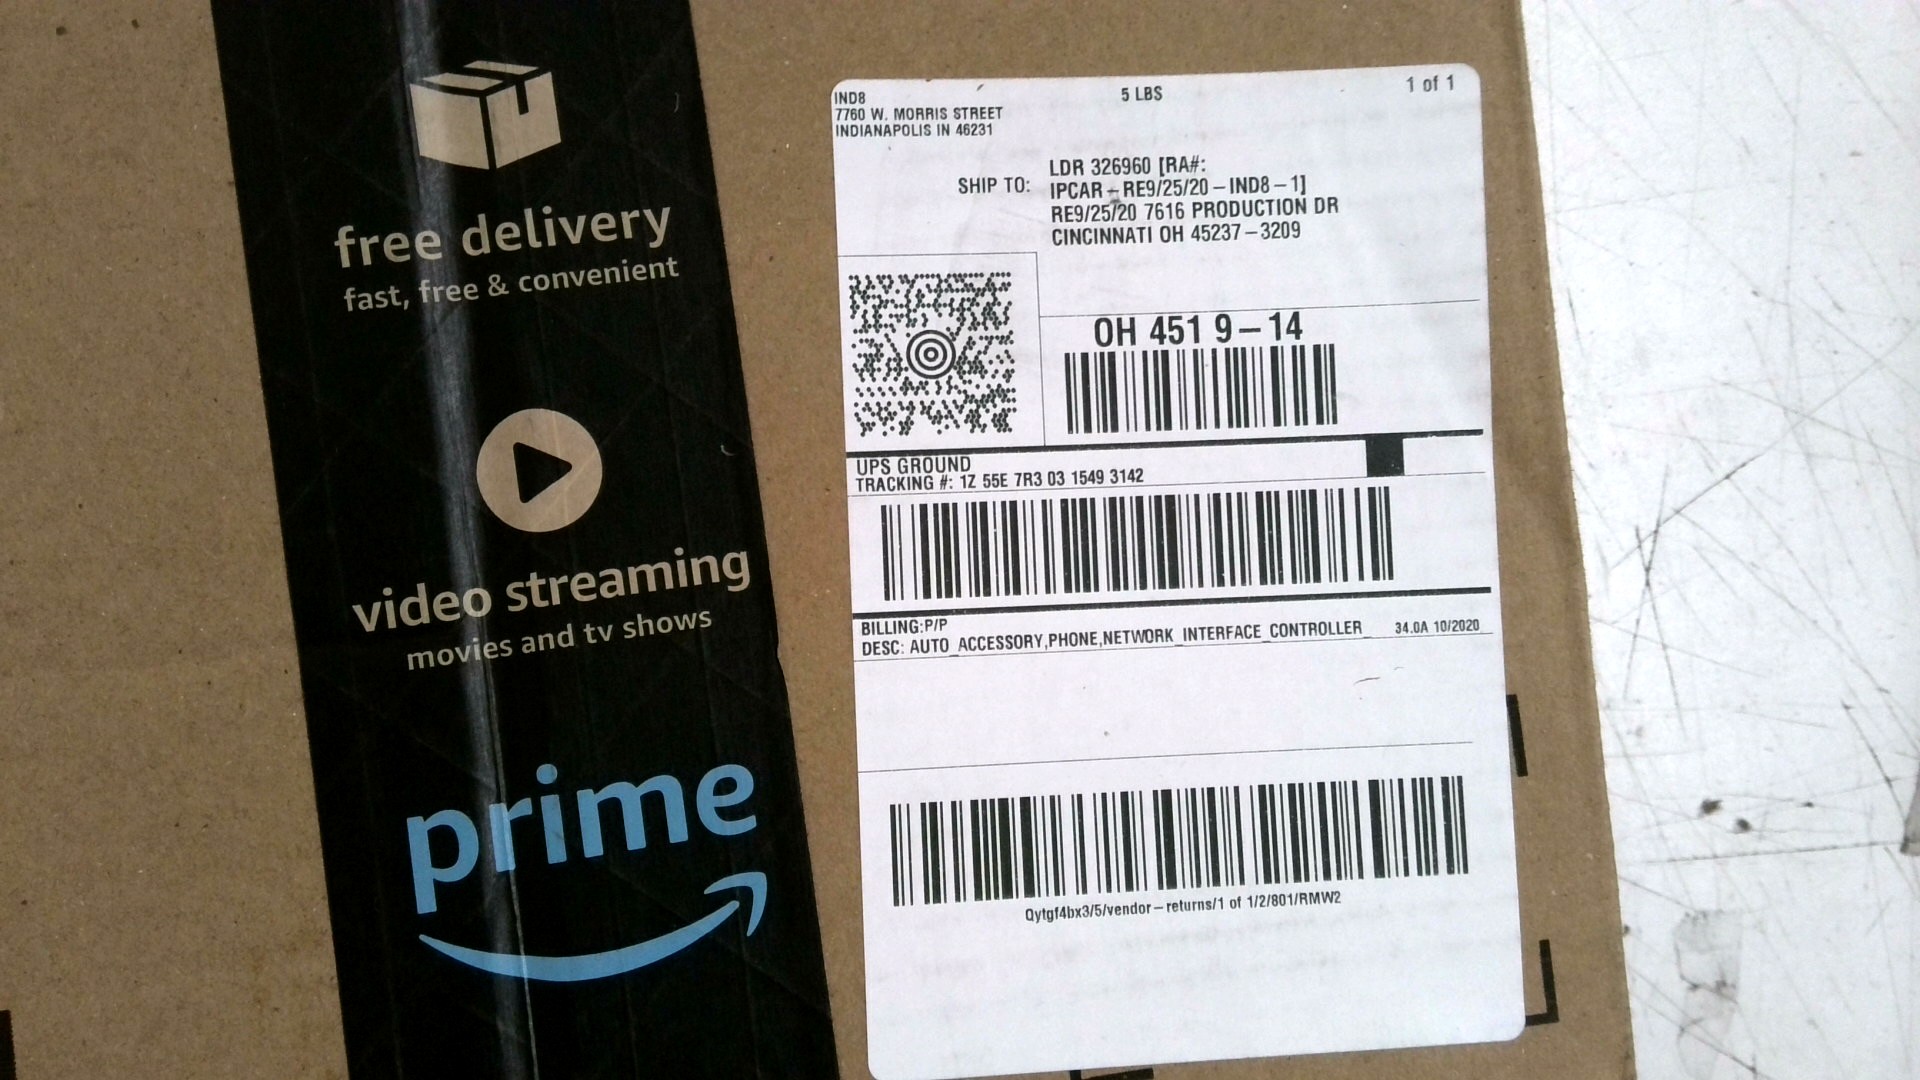 free delivery
fast, free & convenient
video streaming
movies and tv shows
prime
IND8
7760 W. MORRIS STREET
INDIANAPOLIS IN 46231
5 LBS
1 of 1
SHIP TO:
LDR 326960 [RA#:
IPCAR-RE9/25/20-IND8-1]
RE9/25/20 7616 PRODUCTION DR
CINCINNATI OH 45237-3209
OH 451 9-14
UPS GROUND
TRACKING #: 1Z 55E 7R3 03 1549 3142
BILLING:P/P
DESC: AUTO_ACCESSORY,PHONE,NETWORK_INTERFACE_CONTROLLER_
34.0A 10/2020
Qytgf4bx3/5/vendor-returns/1 of 1/2/801/RMW2